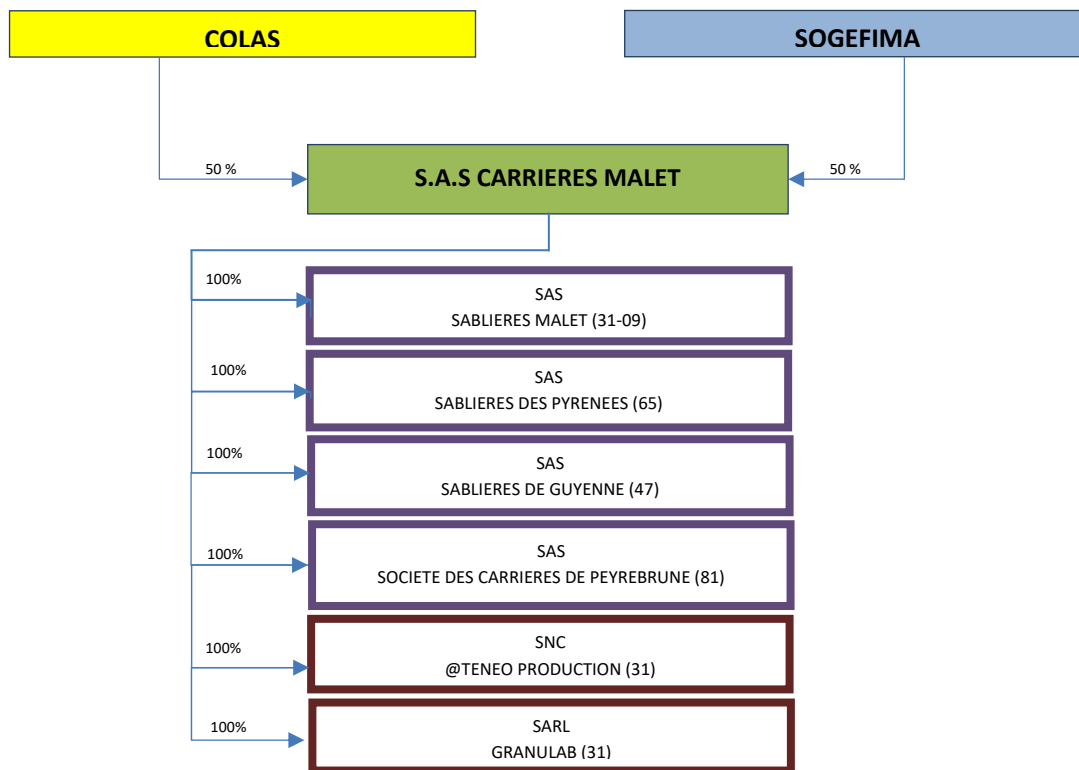 COLAS
SOGEFIMA
50 %
S.A.S CARRIERES MALET
50 %
100%
SAS
SABLIERES MALET (31-09)
100%
SAS
SABLIERES DES PYRENEES (65)
100%
SAS
SABLIERES DE GUYENNE (47)
100%
SAS
SOCIETE DES CARRIERES DE PEYREBRUNE (81)
100%
SNC
@TENEO PRODUCTION (31)
100%
SARL
GRANULAB (31)